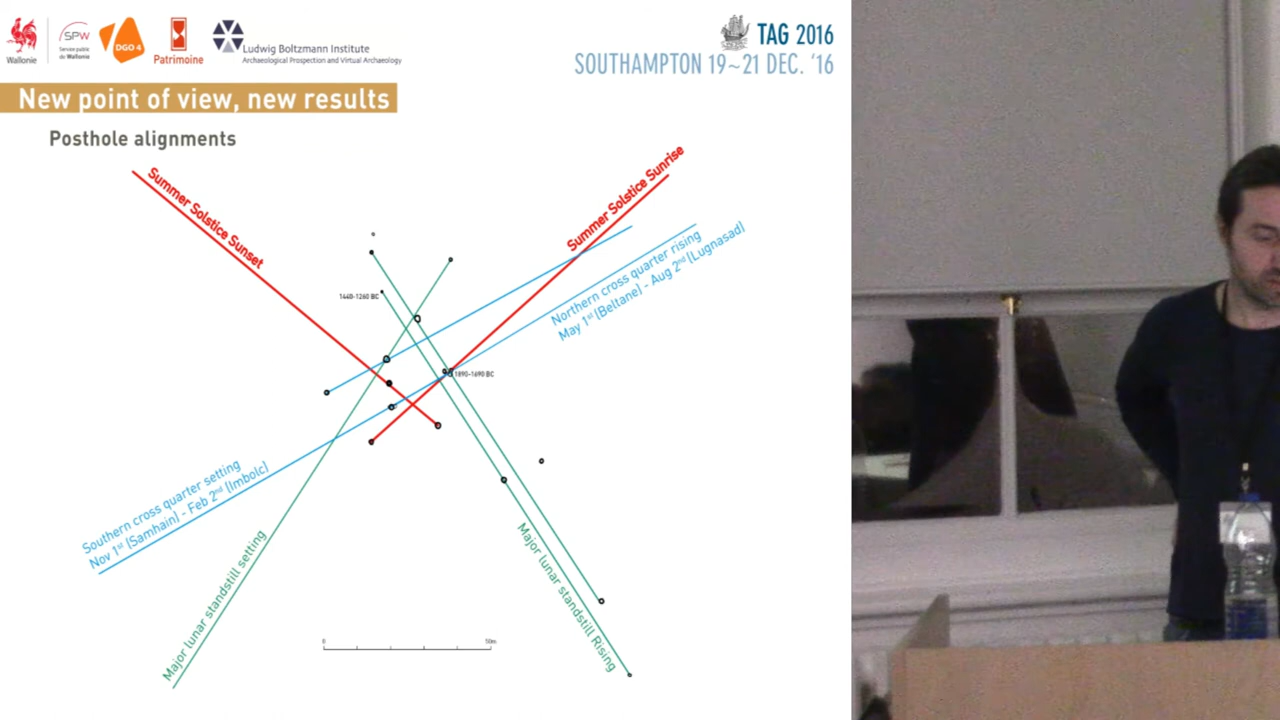 Wallonie
SPW
Service public
de Wallonie
DGO 4
Patrimoine
Ludwig Boltzmann Institute
Archaeological Prospection and Virtual Archaeology
TAG 2016
SOUTHAMPTON 19~21 DEC. '16
New point of view, new results
Posthole alignments
Summer Solstice Sunset
Summer Solstice Sunrise
1440-1260 BC
Northern cross quarter rising
May 1st (Beltane) - Aug 2nd (Lugnasad)
1890-1690 BC
Southern cross quarter setting
Nov 1st (Samhain) - Feb 2nd (Imbolc)
Major lunar standstill setting
Major lunar standstill Rising
0
50m